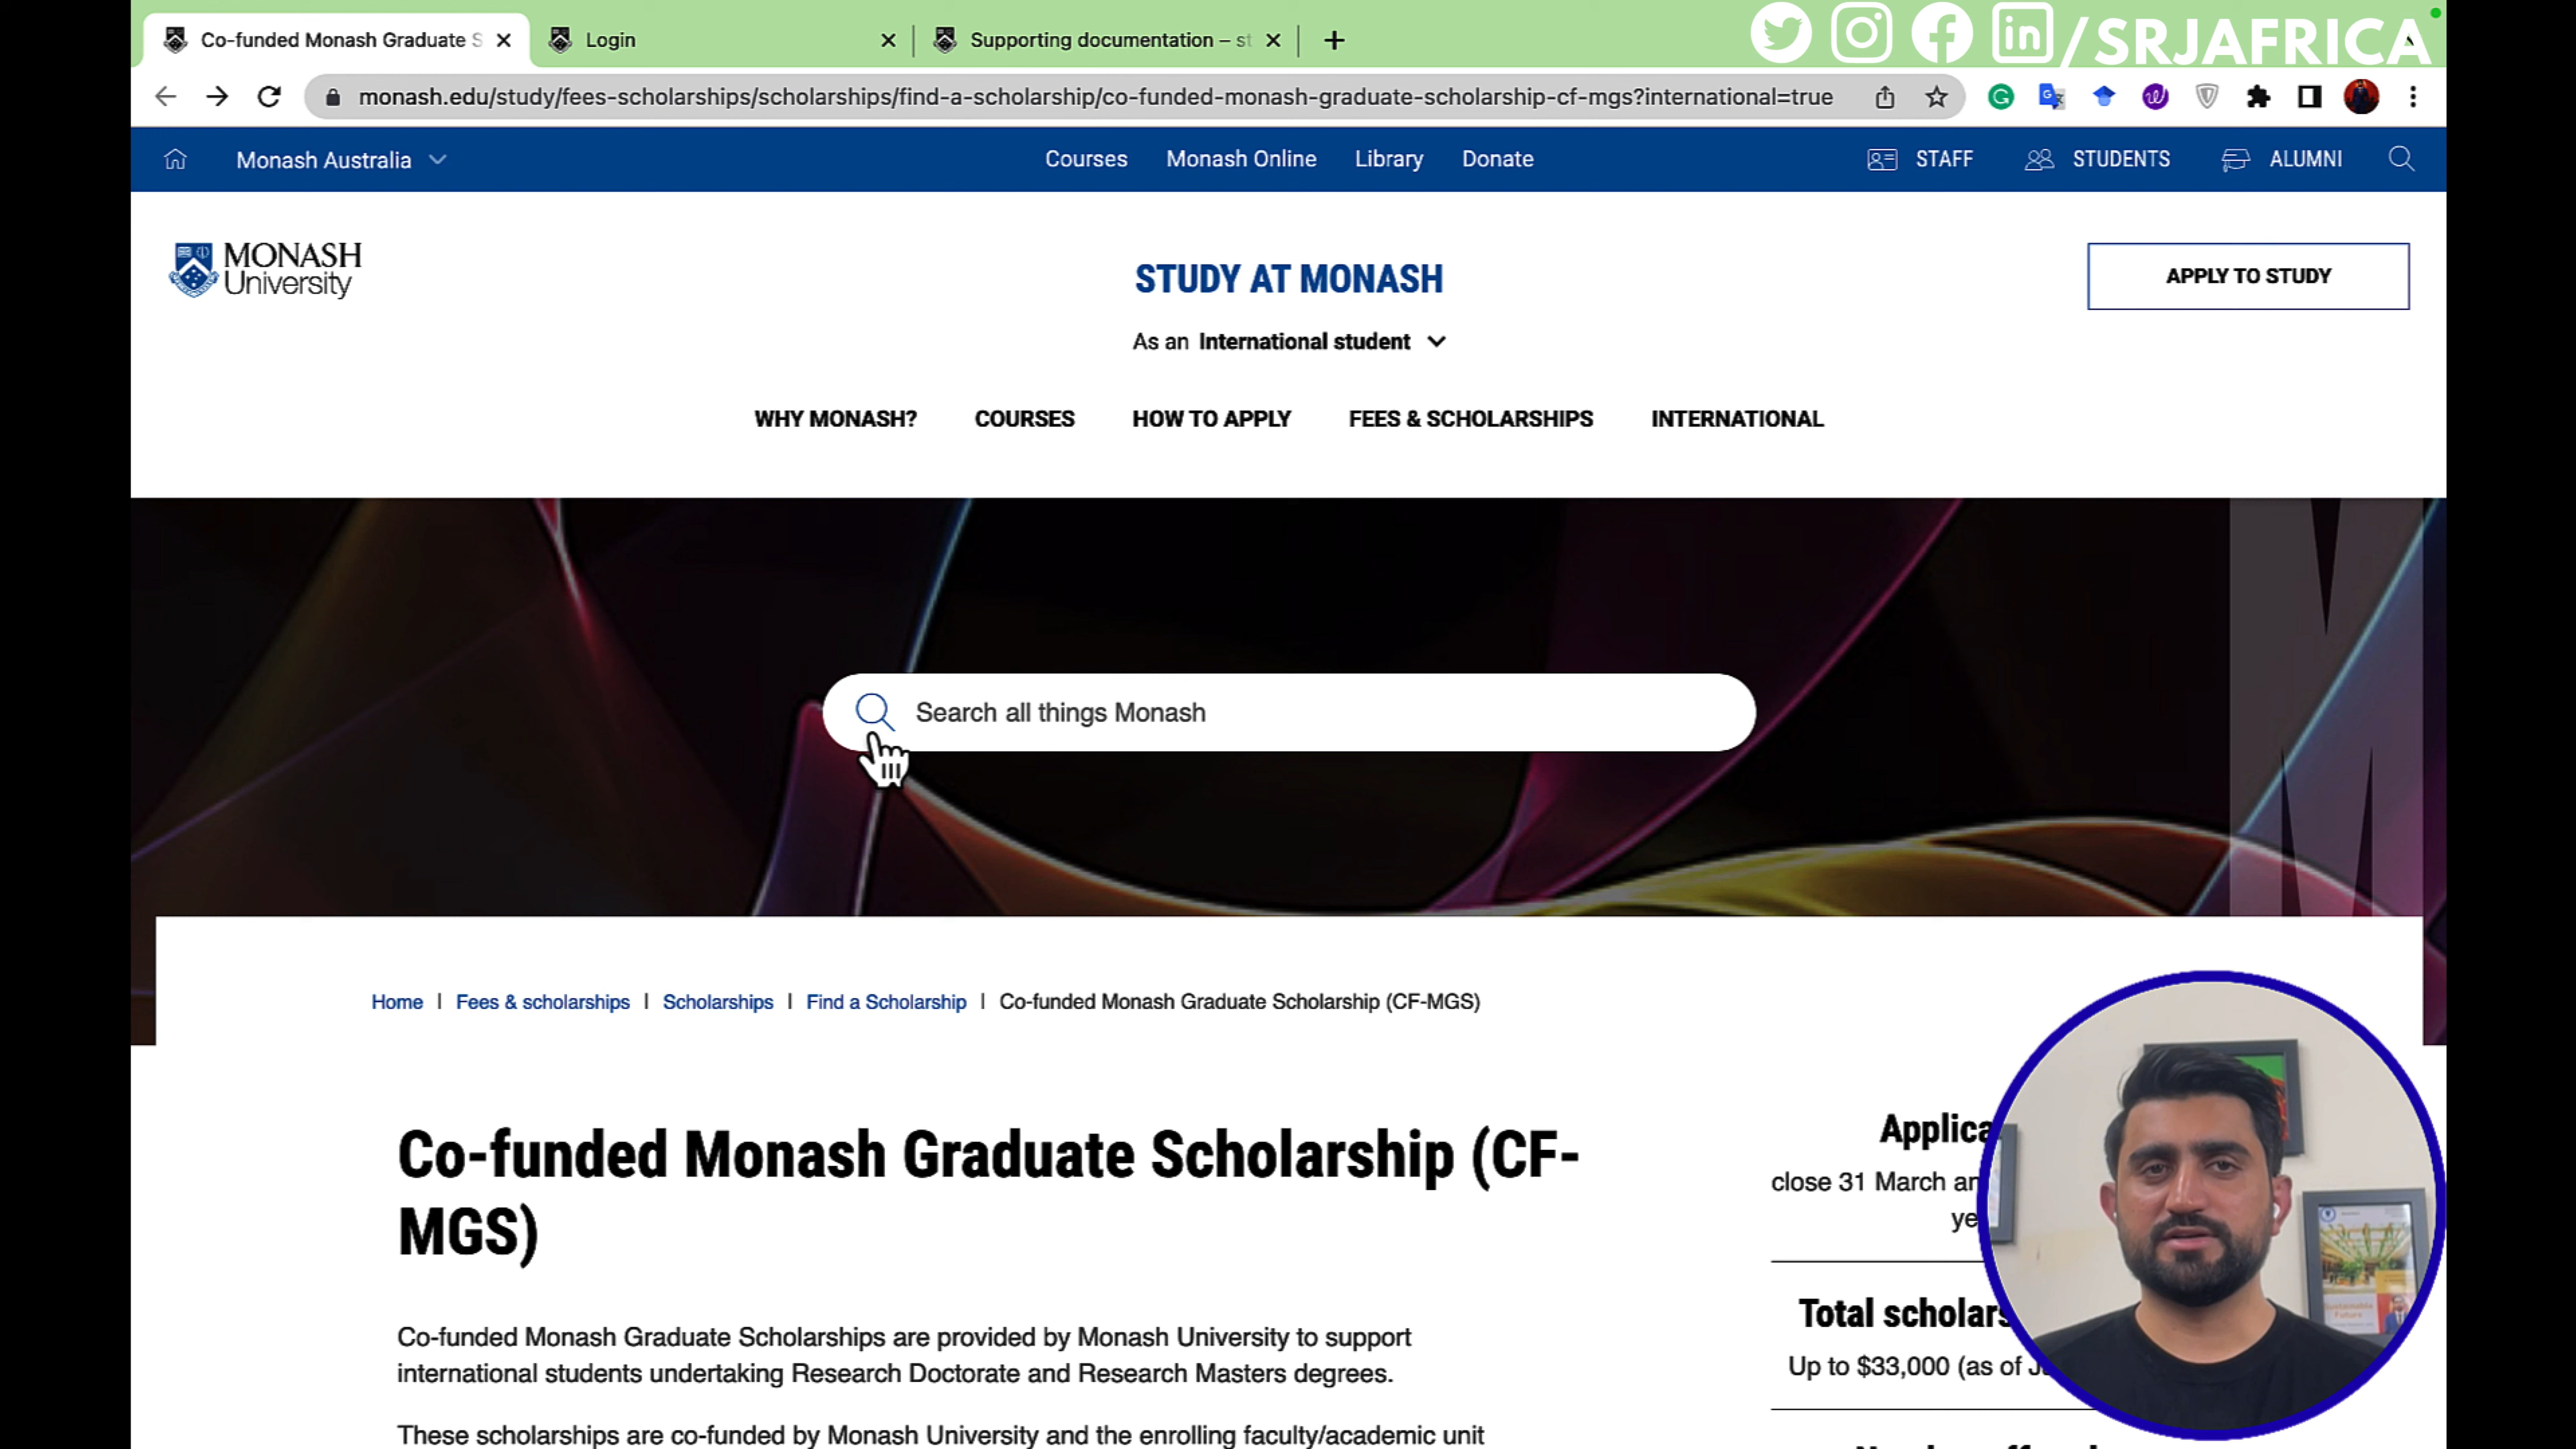 Co-funded Monash Graduate S
Login
Supporting documentation – st
/SRJAFRICA
monash.edu/study/fees-scholarships/scholarships/find-a-scholarship/co-funded-monash-graduate-scholarship-cf-mgs?international=true
Monash Australia
Courses
Monash Online
Library
Donate
STAFF
STUDENTS
ALUMNI
MONASH
University
STUDY AT MONASH
APPLY TO STUDY
As an International student
WHY MONASH?
COURSES
HOW TO APPLY
FEES & SCHOLARSHIPS
INTERNATIONAL
Search all things Monash
Home | Fees & scholarships | Scholarships | Find a Scholarship | Co-funded Monash Graduate Scholarship (CF-MGS)
Co-funded Monash Graduate Scholarship (CF-
MGS)
Co-funded Monash Graduate Scholarships are provided by Monash University to support
international students undertaking Research Doctorate and Research Masters degrees.
These scholarships are co-funded by Monash University and the enrolling faculty/academic unit
Applica
close 31 March an
ye
Total scholars
Up to $33,000 (as of
Sustainable
Future